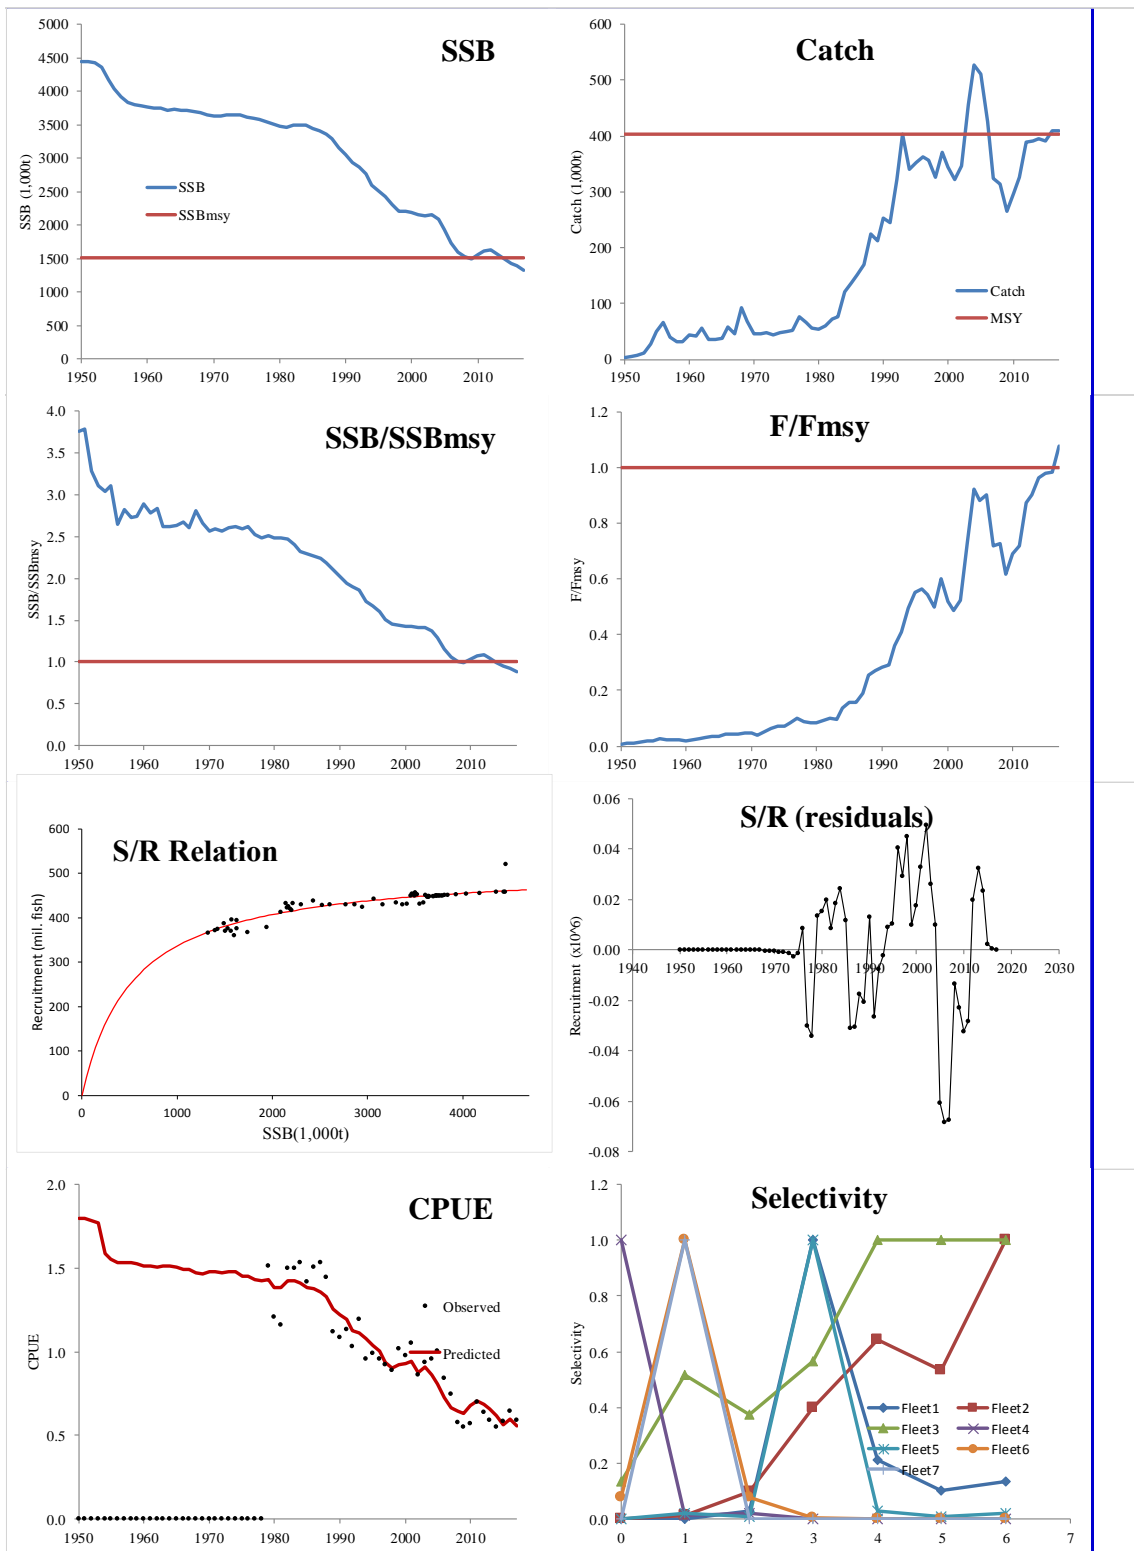 SSB
5000
4500
4000
3500
3000
2500
2000
1500
1000
500
0
SSB (1,000t)
SSB
SSBmsy
1950 1960 1970 1980 1990 2000 2010
Catch
600
500
400
300
200
100
0
Catch (1,000t)
Catch
MSY
1950 1960 1970 1980 1990 2000 2010
SSB/SSBmsy
4.0
3.5
3.0
2.5
2.0
1.5
1.0
0.5
0.0
SSB/SSBmsy
1950 1960 1970 1980 1990 2000 2010
F/Fmsy
1.2
1.0
0.8
0.6
0.4
0.2
0.0
F/Fmsy
1950 1960 1970 1980 1990 2000 2010
S/R Relation
600
500
400
300
200
100
0
Recruitment (mil. fish)
0 1000 2000 3000 4000
SSB(1,000t)
S/R (residuals)
0.06
0.04
0.02
0.00
-0.02
-0.04
-0.06
-0.08
Recruitment (x10^6)
1940 1950 1960 1970 1980 1990 2000 2010 2020 2030
CPUE
2.0
1.5
1.0
0.5
0.0
CPUE
Observed
Predicted
1950 1960 1970 1980 1990 2000 2010
Selectivity
1.2
1.0
0.8
0.6
0.4
0.2
0.0
Selectivity
Fleet1 Fleet2
Fleet3 Fleet4
Fleet5 Fleet6
Fleet7
0 1 2 3 4 5 6 7